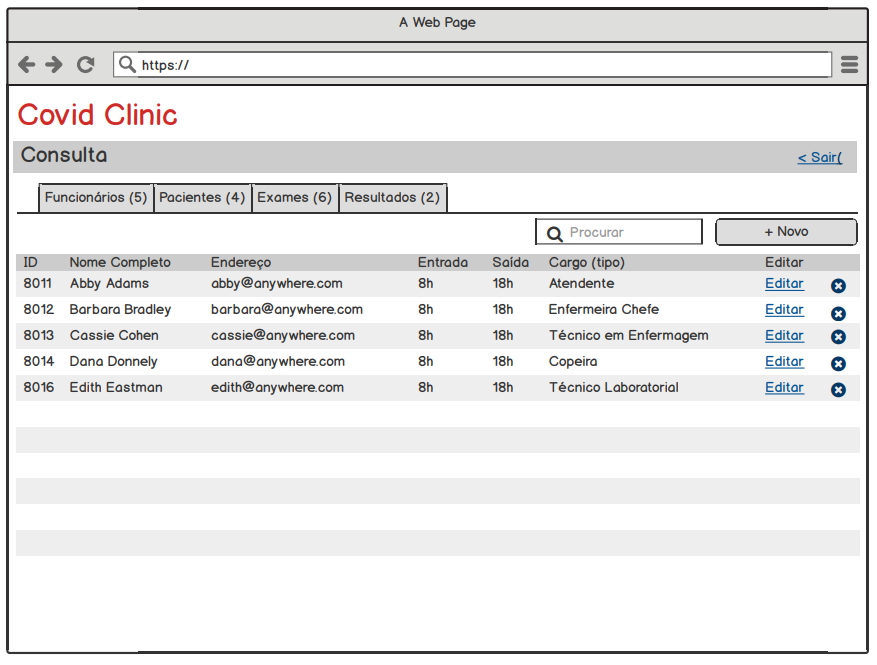 A Web Page
https://
Covid Clinic
Consulta
< Sair(
Funcionários (5) Pacientes (4) Exames (6) Resultados (2)
Procurar + Novo
ID Nome Completo Endereço Entrada Saída Cargo (tipo) Editar
8011 Abby Adams abby@anywhere.com 8h 18h Atendente Editar
8012 Barbara Bradley barbara@anywhere.com 8h 18h Enfermeira Chefe Editar
8013 Cassie Cohen cassie@anywhere.com 8h 18h Técnico em Enfermagem Editar
8014 Dana Donnely dana@anywhere.com 8h 18h Copeira Editar
8016 Edith Eastman edith@anywhere.com 8h 18h Técnico Laboratorial Editar